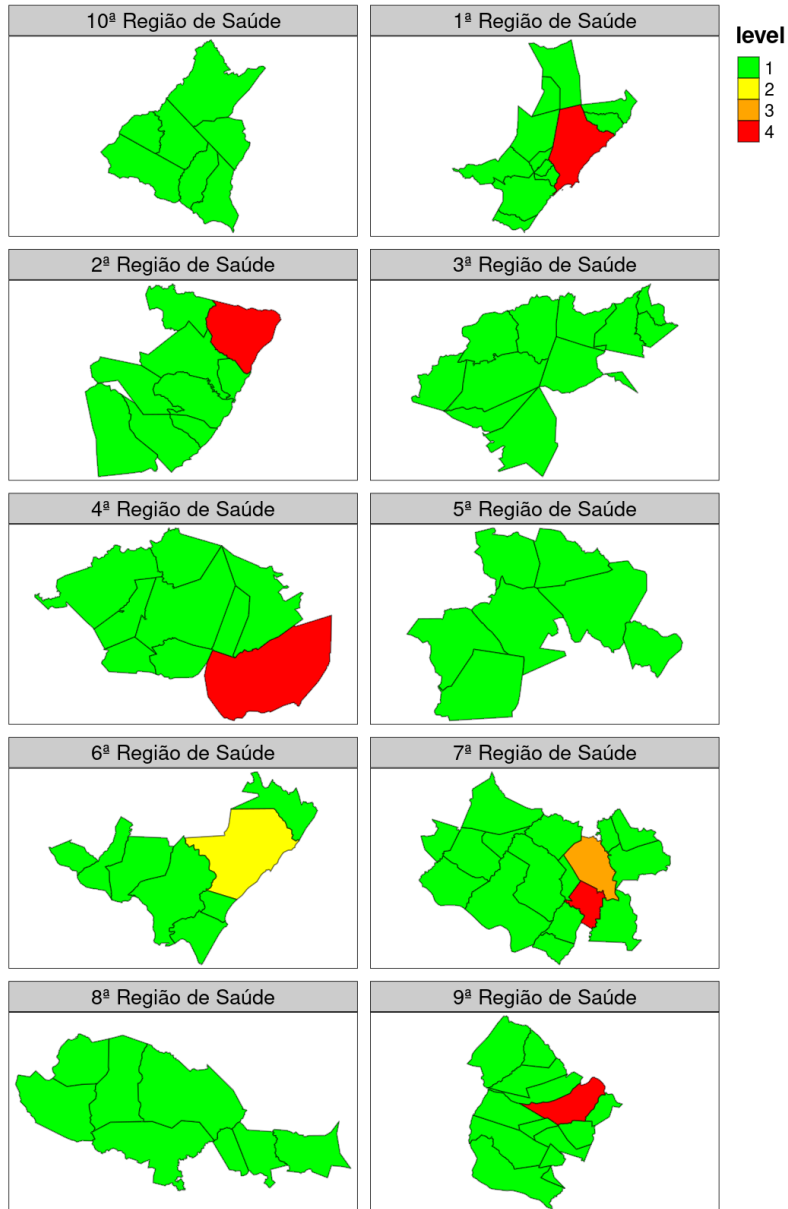 10ª Região de Saúde
1ª Região de Saúde
level
1
2
3
4
2ª Região de Saúde
3ª Região de Saúde
4ª Região de Saúde
5ª Região de Saúde
6ª Região de Saúde
7ª Região de Saúde
8ª Região de Saúde
9ª Região de Saúde